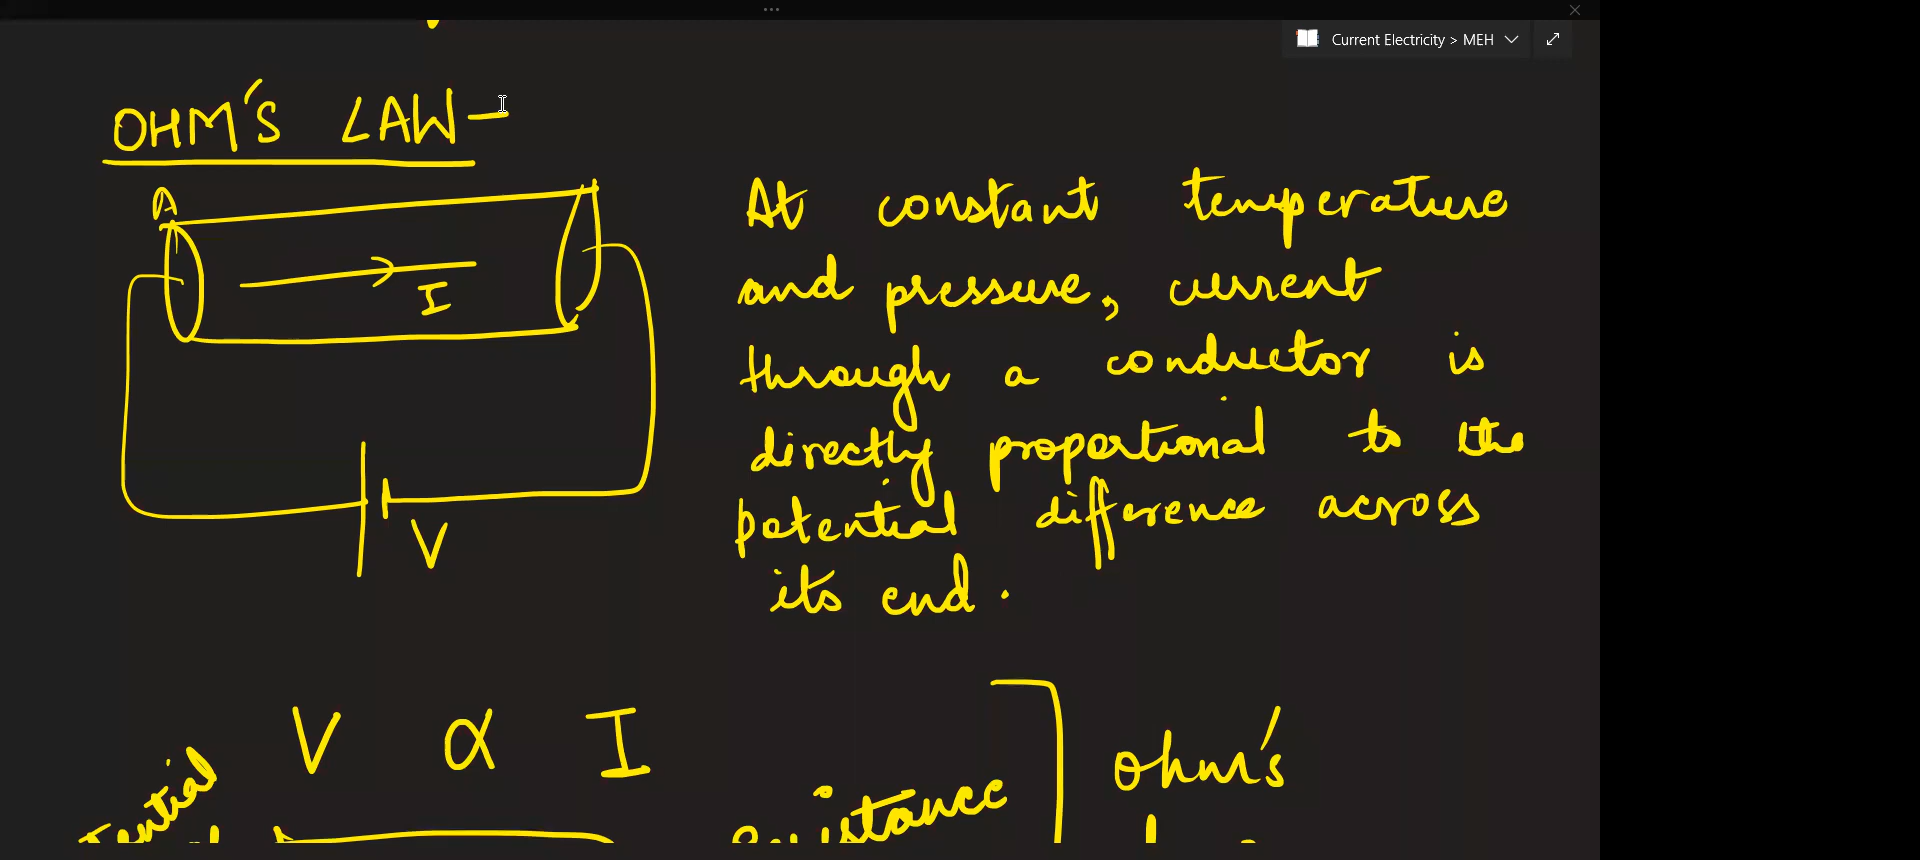 Current Electricity > MEH
OHM'S LAW-
A
I
V
At constant temperature
and pressure, current
through a conductor is
directly proportional to the
potential difference across
its end.
V α I
ohm's